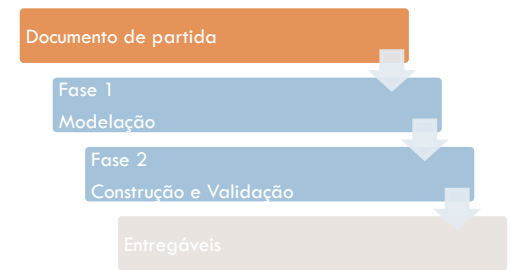 Documento de partida
Fase 1
Modelação
Fase 2
Construção e Validação
Entregáveis